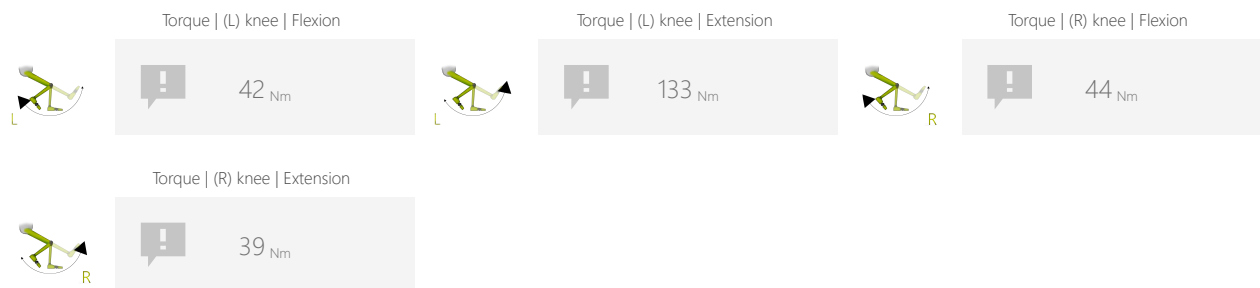 Torque | (L) knee | Flexion
Torque | (L) knee | Extension
Torque | (R) knee | Flexion
42 Nm
133 Nm
44 Nm
L
L
R
Torque | (R) knee | Extension
39 Nm
R